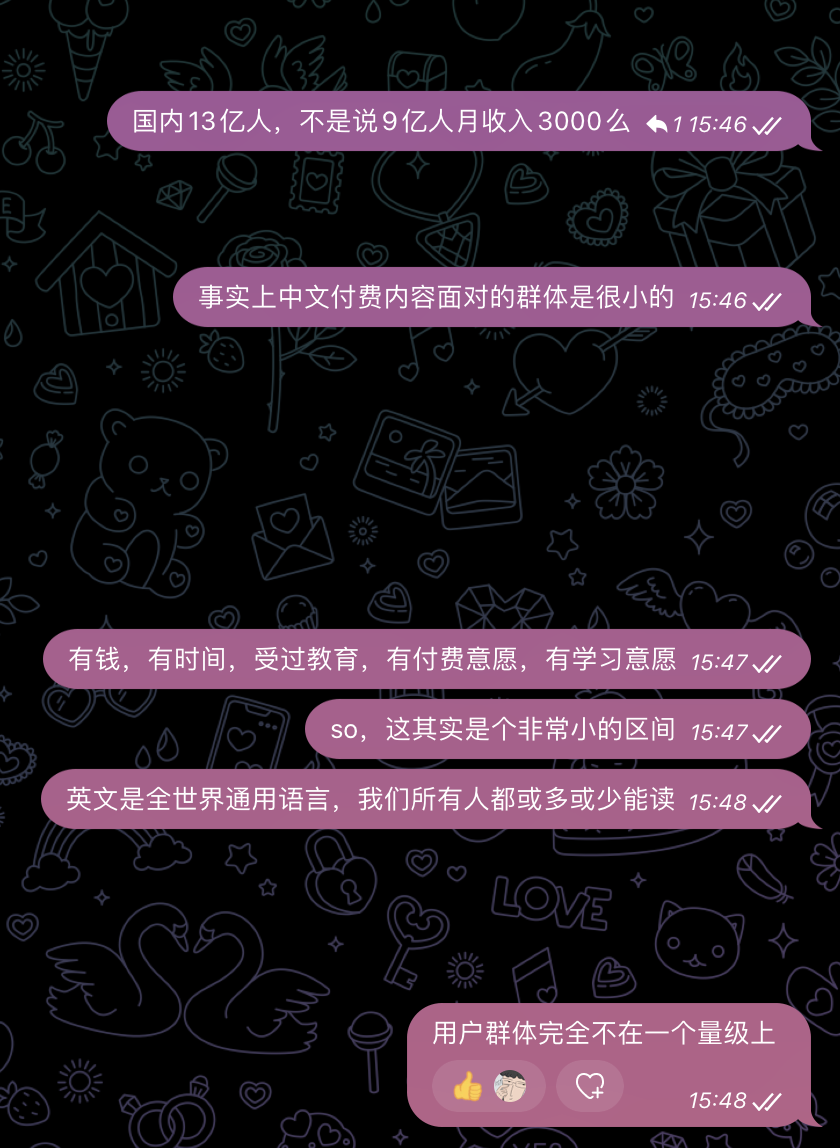 国内13亿人，不是说9亿人月收入3000么 1 15:46
事实上中文付费内容面对的群体是很小的 15:46
有钱，有时间，受过教育，有付费意愿，有学习意愿 15:47
so，这其实是个非常小的区间 15:47
英文是全世界通用语言，我们所有人都或多或少能读 15:48
LOVE
用户群体完全不在一个量级上
15:48